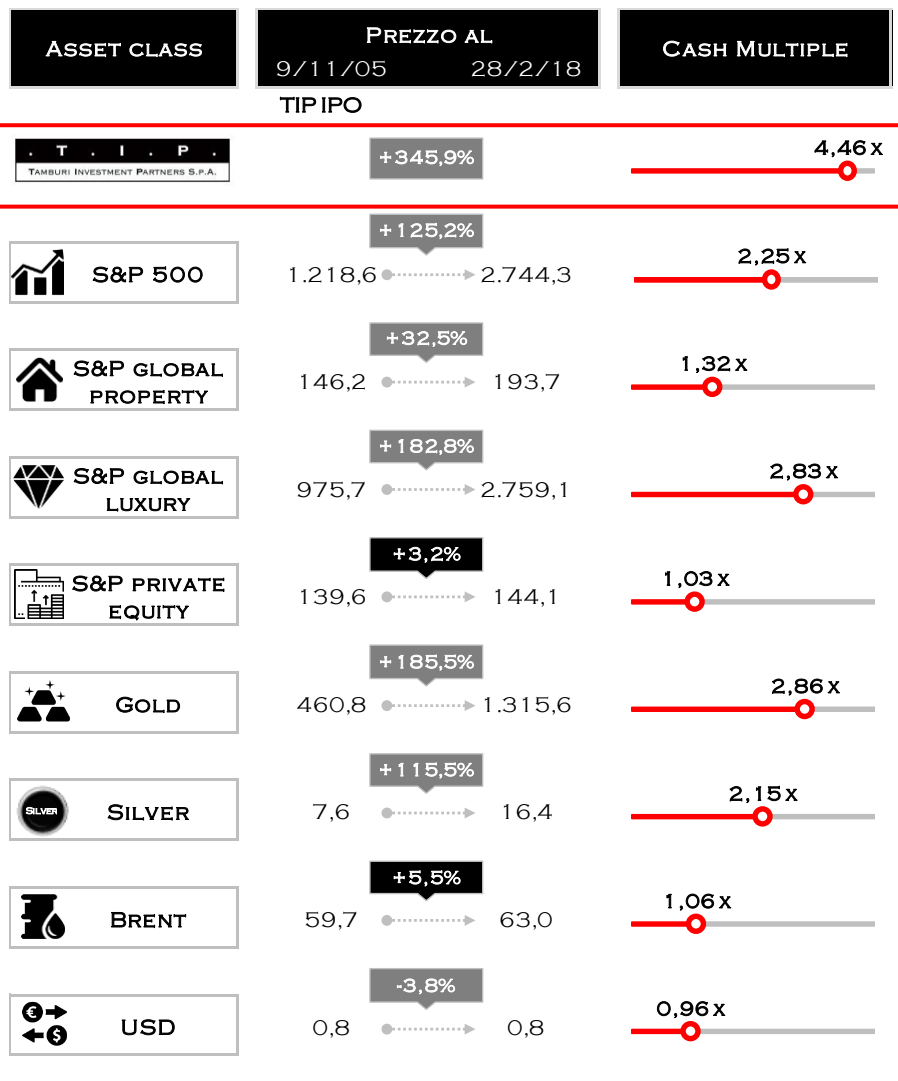 ASSET CLASS
PREZZO AL
9/11/05 28/2/18
CASH MULTIPLE
TIP IPO
. T . I . P .
TAMBURI INVESTMENT PARTNERS S.P.A.
+345,9%
4,46 x
+125,2%
S&P 500
1.218,6 2.744,3
2,25 x
+32,5%
S&P GLOBAL
PROPERTY
146,2 193,7
1,32 x
+182,8%
S&P GLOBAL
LUXURY
975,7 2.759,1
2,83 x
+3,2%
S&P PRIVATE
EQUITY
139,6 144,1
1,03 x
+185,5%
GOLD
460,8 1.315,6
2,86 x
+115,5%
SILVER
SILVER
7,6 16,4
2,15 x
+5,5%
BRENT
59,7 63,0
1,06 x
-3,8%
€
$
USD
0,8 0,8
0,96 x